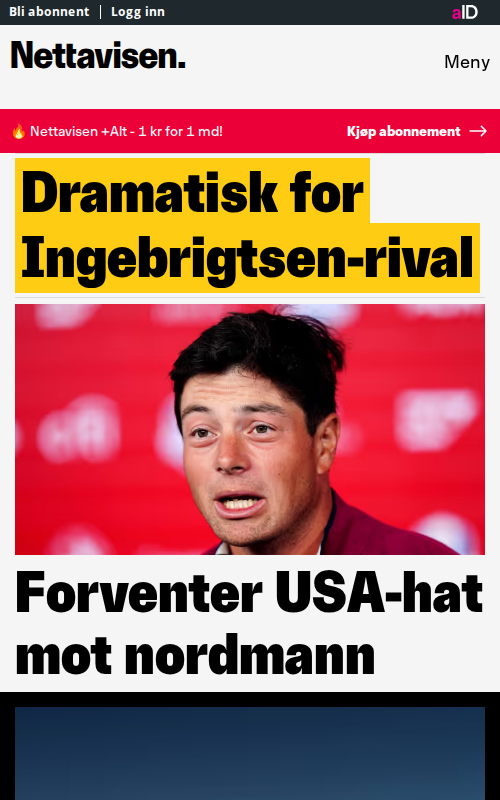 Bli abonnent Logg inn
aID
Nettavisen.
Meny
🔥 Nettavisen +Alt - 1 kr for 1 md! Kjøp abonnement →
Dramatisk for
Ingebrigtsen-rival
citi
Forventer USA-hat
mot nordmann